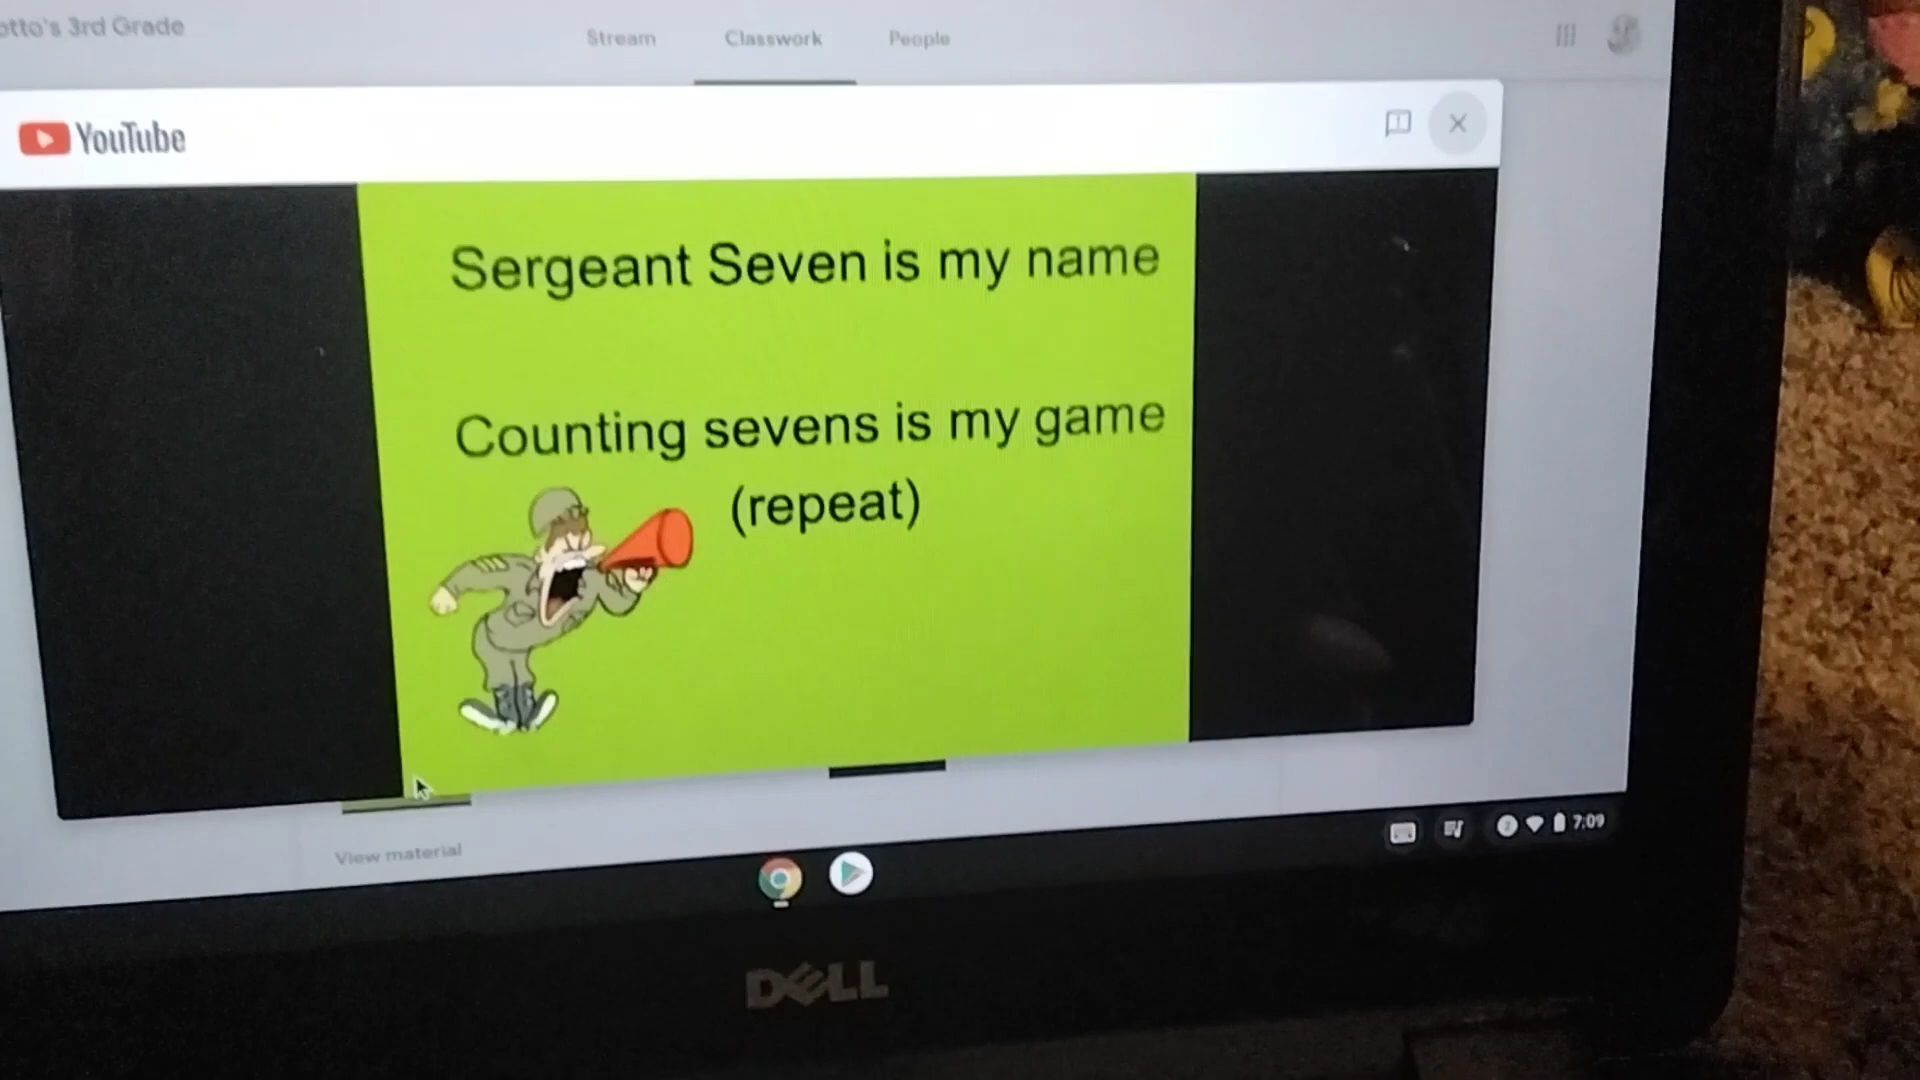 3rd Grade
Stream
Classwork
People
YouTube
Sergeant Seven is my name
Counting sevens is my game
(repeat)
View material
7:09
DELL